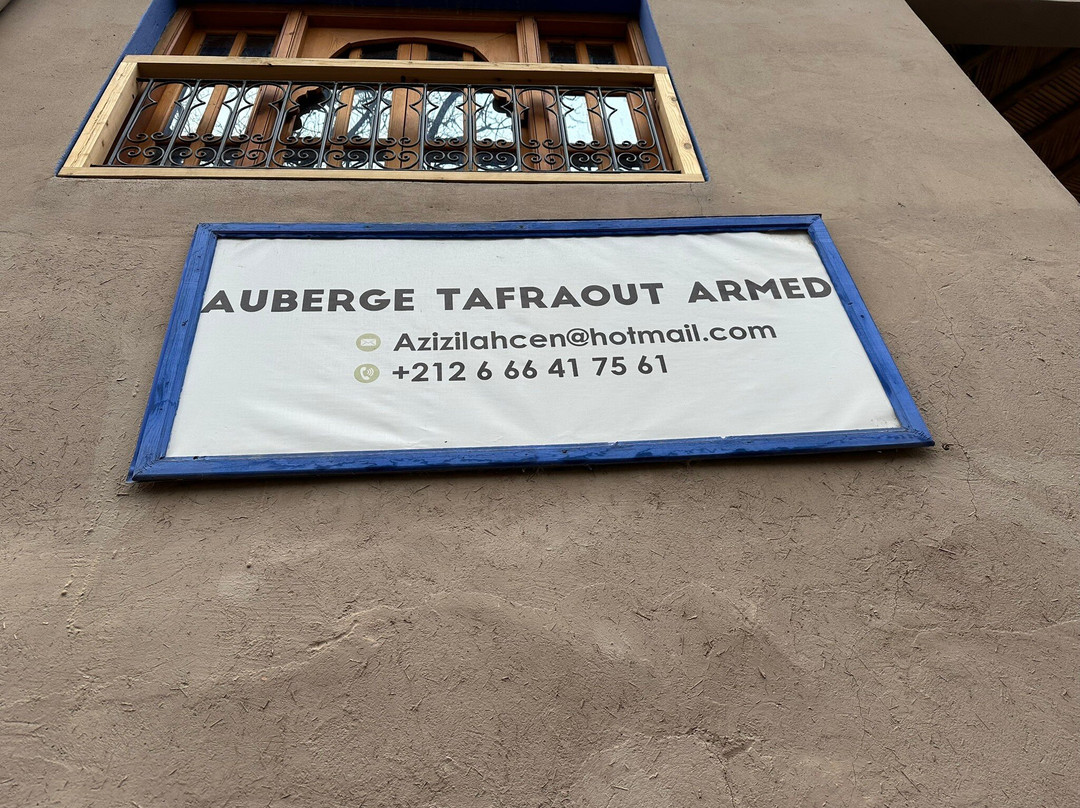 AUBERGE TAFRAOUT ARMED
Azizilahcen@hotmail.com
+212 6 66 41 75 61